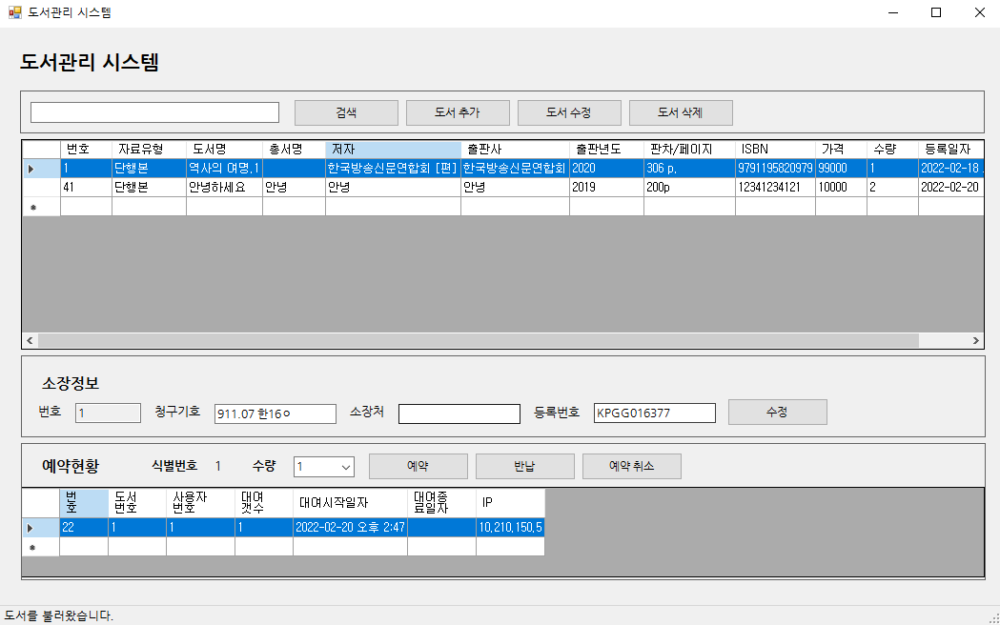 도서관리 시스템
도서관리 시스템
검색 도서 추가 도서 수정 도서 삭제
번호 자료유형 도서명 총서명 저자 출판사 출판년도 판차/페이지 ISBN 가격 수량 등록일자
1 단행본 역사의 여명.1 한국방송신문연합회 [편] 한국방송신문연합회 2020 306 p. 9791195820979 99000 1 2022-02-18
41 단행본 안녕하세요 안녕 안녕 안녕 2019 200p 12341234121 10000 2 2022-02-20
소장정보
번호 1 청구기호 911.07 한16ㅇ 소장처 등록번호 KPGG016377 수정
예약현황 식별번호 1 수량 1 예약 반납 예약 취소
번호 도서번호 사용자번호 대여갯수 대여시작일자 대여종료일자 IP
22 1 1 1 2022-02-20 오후 2:47 10,210,150,5
도서를 불러왔습니다.